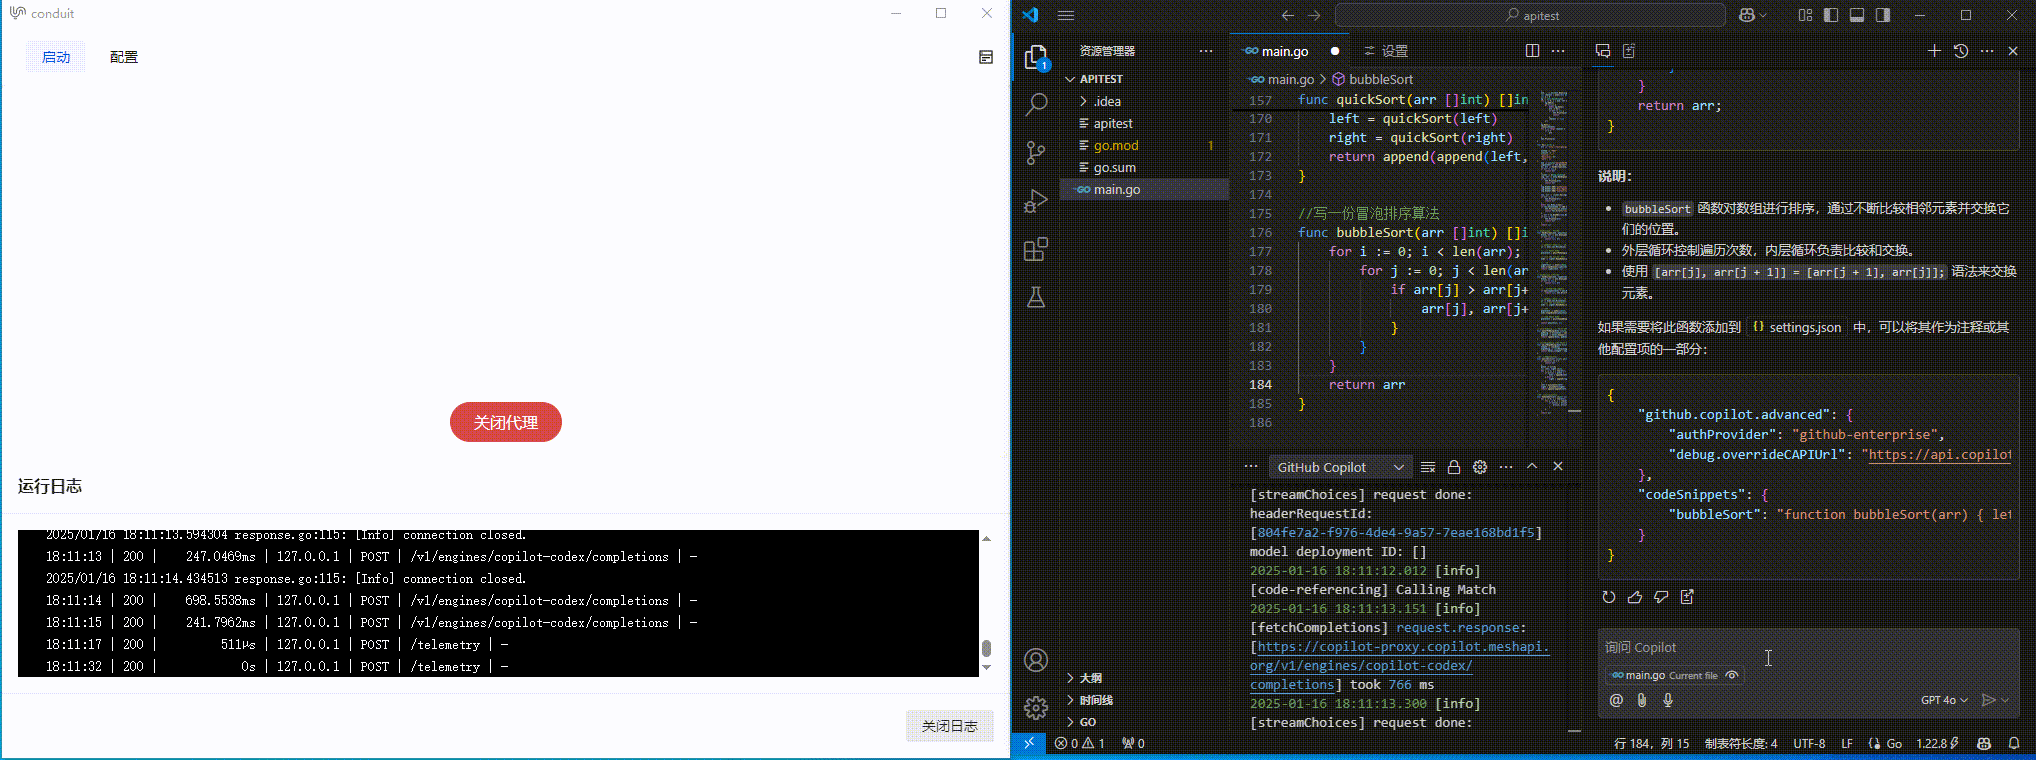 conduit
启动
配置
关闭代理
运行日志
2025/01/16 18:11:13.594304 response.go:115: [Info] connection closed.
18:11:13 | 200 | 247.0469ms | 127.0.0.1 | POST | /v1/engines/copilot-codex/completions | -
2025/01/16 18:11:14.434513 response.go:115: [Info] connection closed.
18:11:14 | 200 | 698.5538ms | 127.0.0.1 | POST | /v1/engines/copilot-codex/completions | -
18:11:15 | 200 | 241.7962ms | 127.0.0.1 | POST | /v1/engines/copilot-codex/completions | -
18:11:17 | 200 | 511µs | 127.0.0.1 | POST | /telemetry | -
18:11:32 | 200 | 0s | 127.0.0.1 | POST | /telemetry | -
关闭日志
apitest
1
资源管理器
APITEST
.idea
apitest
go.mod 1
go.sum
main.go
大纲
时间线
GO
main.go
设置
main.go > bubbleSort
157 func quickSort(arr []int) []in
170 left = quickSort(left)
171 right = quickSort(right)
172 return append(append(left,
173 }
174
175 //写一份冒泡排序算法
176 func bubbleSort(arr []int) []i
177 for i := 0; i < len(arr);
178 for j := 0; j < len(ar
179 if arr[j] > arr[j+
180 arr[j], arr[j+
181 }
182 }
183 }
184 return arr
185 }
186
GitHub Copilot
[streamChoices] request done:
headerRequestId:
[804fe7a2-f976-4de4-9a57-7eae168bd1f5]
model deployment ID: []
2025-01-16 18:11:12.012 [info]
[code-referencing] Calling Match
2025-01-16 18:11:13.151 [info]
[fetchCompletions] request.response:
[https://copilot-proxy.copilot.meshapi.
org/v1/engines/copilot-codex/
completions] took 766 ms
2025-01-16 18:11:13.300 [info]
[streamChoices] request done:
}
return arr;
}
说明：
bubbleSort 函数对数组进行排序，通过不断比较相邻元素并交换它
们的位置。
外层循环控制遍历次数，内层循环负责比较和交换。
使用 [arr[j], arr[j + 1]] = [arr[j + 1], arr[j]]; 语法来交换
元素。
如果需要将此函数添加到 {} settings.json 中，可以将其作为注释或其
他配置项的一部分：
{
"github.copilot.advanced": {
"authProvider": "github-enterprise",
"debug.overrideCAPIUrl": "https://api.copilot
},
"codeSnippets": {
"bubbleSort": "function bubbleSort(arr) { let
}
}
询问 Copilot
main.go Current file
GPT 4o
0 1 0
行 184，列 15 制表符长度: 4 UTF-8 LF Go 1.22.8